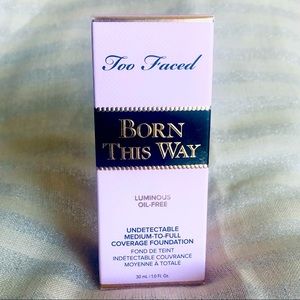 Too Faced
BORN
THIS WAY
LUMINOUS
OIL-FREE
UNDETECTABLE
MEDIUM-TO-FULL
COVERAGE FOUNDATION
FOND DE TEINT
INDÉTECTABLE COUVRANCE
MOYENNE À TOTALE
30 mL / 1.0 Fl. Oz.